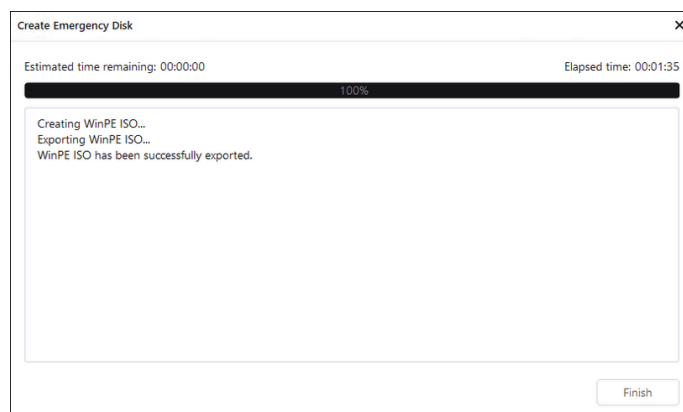 Create Emergency Disk
Estimated time remaining: 00:00:00 Elapsed time: 00:01:35
100%
Creating WinPE ISO...
Exporting WinPE ISO...
WinPE ISO has been successfully exported.
Finish